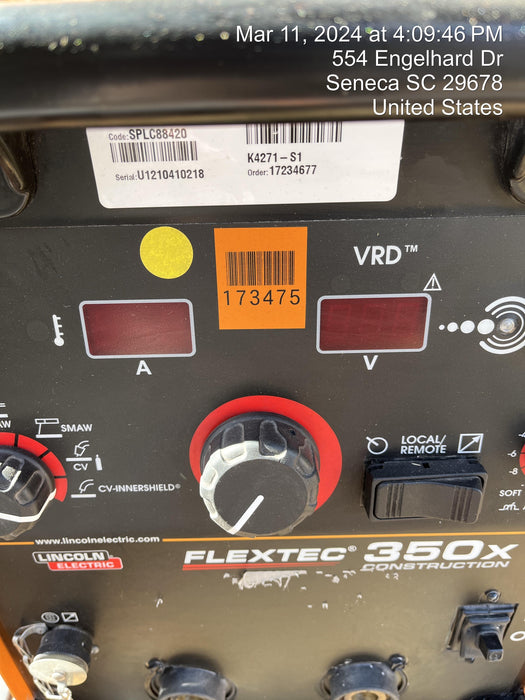 Mar 11, 2024 at 4:09:46 PM
554 Engelhard Dr
Seneca SC 29678
United States
Code: SPLC88420
K4271-S1
Serial: U1210410218
Order: 17234677
VRD™
173475
A
V
SMAW
CV
CV-INNERSHIELD®
LOCAL/
REMOTE
-6
-8
SOFT
www.lincolnelectric.com
LINCOLN®
ELECTRIC
FLEXTEC® 350X
CONSTRUCTION